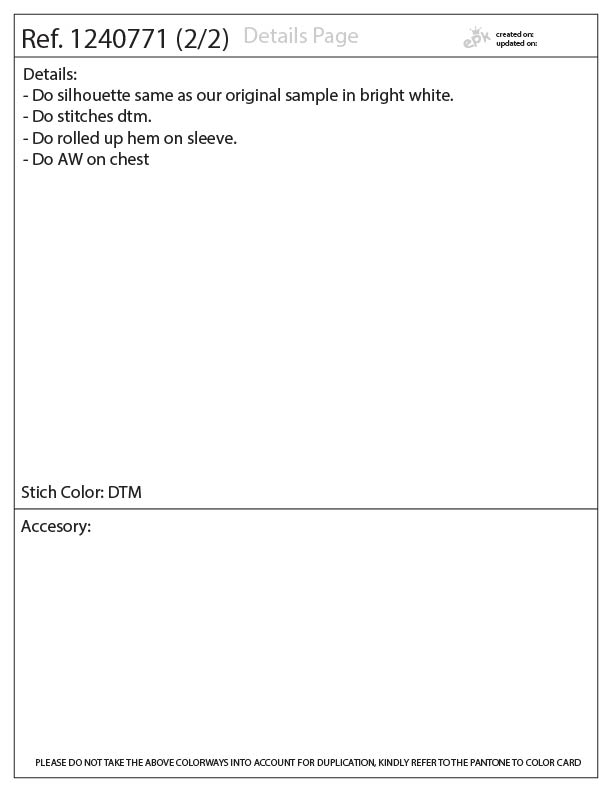 Ref. 1240771 (2/2) Details Page
epk
created on:
updated on:
Details:
- Do silhouette same as our original sample in bright white.
- Do stitches dtm.
- Do rolled up hem on sleeve.
- Do AW on chest
Stich Color: DTM
Accesory:
PLEASE DO NOT TAKE THE ABOVE COLORWAYS INTO ACCOUNT FOR DUPLICATION, KINDLY REFER TO THE PANTONE TO COLOR CARD